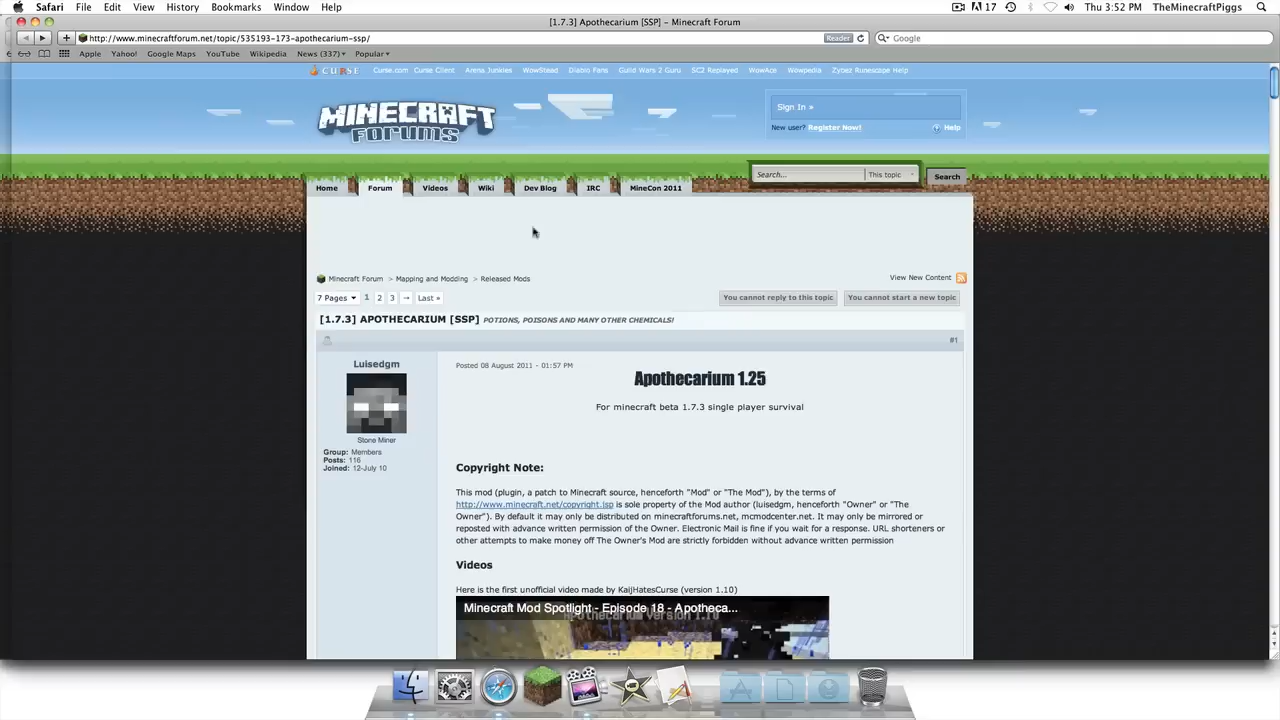 Safari File Edit View History Bookmarks Window Help 17 Thu 3:52 PM TheMinecraftPiggs
[1.7.3] Apothecarium [SSP] – Minecraft Forum
http://www.minecraftforum.net/topic/535193-173-apothecarium-ssp/ Reader Google
Apple Yahoo! Google Maps YouTube Wikipedia News (337) Popular
CURSE Curse.com Curse Client Arena Junkies WowStead Diablo Fans Guild Wars 2 Guru SC2 Replayed WowAce Wowpedia Zybez Runescape Help
MINECRAFT
FORUMS
Sign In »
New user? Register Now! Help
Search... This topic Search
Home Forum Videos Wiki Dev Blog IRC MineCon 2011
Minecraft Forum > Mapping and Modding > Released Mods View New Content
7 Pages 1 2 3 → Last » You cannot reply to this topic You cannot start a new topic
[1.7.3] APOTHECARIUM [SSP] POTIONS, POISONS AND MANY OTHER CHEMICALS!
#1
Luisedgm
Stone Miner
Group: Members
Posts: 116
Joined: 12-July 10
Posted 08 August 2011 - 01:57 PM
Apothecarium 1.25
For minecraft beta 1.7.3 single player survival
Copyright Note:
This mod (plugin, a patch to Minecraft source, henceforth "Mod" or "The Mod"), by the terms of
http://www.minecraft.net/copyright.jsp is sole property of the Mod author (luisedgm, henceforth "Owner" or "The
Owner"). By default it may only be distributed on minecraftforums.net, mcmodcenter.net. It may only be mirrored or
reposted with advance written permission of the Owner. Electronic Mail is fine if you wait for a response. URL shorteners or
other attempts to make money off The Owner's Mod are strictly forbidden without advance written permission
Videos
Here is the first unofficial video made by KaijHatesCurse (version 1.10)
Minecraft Mod Spotlight - Episode 18 - Apotheca...
Apothecarium Version 1.10